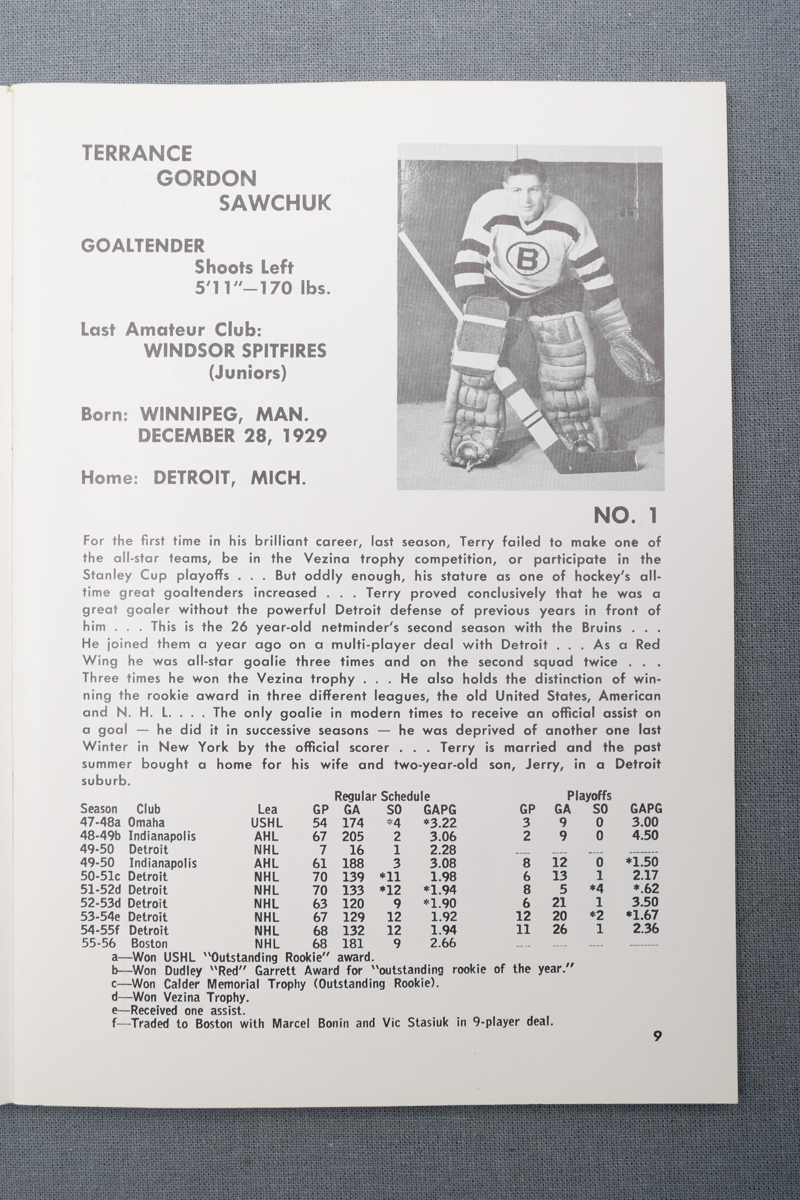 TERRANCE
GORDON
SAWCHUK
GOALTENDER
Shoots Left
5'11"—170 lbs.
Last Amateur Club:
WINDSOR SPITFIRES
(Juniors)
Born: WINNIPEG, MAN.
DECEMBER 28, 1929
Home: DETROIT, MICH.
B
NO. 1
For the first time in his brilliant career, last season, Terry failed to make one of
the all-star teams, be in the Vezina trophy competition, or participate in the
Stanley Cup playoffs . . . But oddly enough, his stature as one of hockey's all-
time great goaltenders increased . . . Terry proved conclusively that he was a
great goaler without the powerful Detroit defense of previous years in front of
him . . . This is the 26 year-old netminder's second season with the Bruins . . .
He joined them a year ago on a multi-player deal with Detroit . . . As a Red
Wing he was all-star goalie three times and on the second squad twice . . .
Three times he won the Vezina trophy . . . He also holds the distinction of win-
ning the rookie award in three different leagues, the old United States, American
and N. H. L. . . . The only goalie in modern times to receive an official assist on
a goal — he did it in successive seasons — he was deprived of another one last
Winter in New York by the official scorer . . . Terry is married and the past
summer bought a home for his wife and two-year-old son, Jerry, in a Detroit
suburb.
Regular Schedule Playoffs
Season Club Lea GP GA SO GAPG GP GA SO GAPG
47-48a Omaha USHL 54 174 *4 *3.22 3 9 0 3.00
48-49b Indianapolis AHL 67 205 2 3.06 2 9 0 4.50
49-50 Detroit NHL 7 16 1 2.28 ---- ---- ---- ------
49-50 Indianapolis AHL 61 188 3 3.08 8 12 0 *1.50
50-51c Detroit NHL 70 139 *11 1.98 6 13 1 2.17
51-52d Detroit NHL 70 133 *12 *1.94 8 5 *4 *.62
52-53d Detroit NHL 63 120 9 *1.90 6 21 1 3.50
53-54e Detroit NHL 67 129 12 1.92 12 20 *2 *1.67
54-55f Detroit NHL 68 132 12 1.94 11 26 1 2.36
55-56 Boston NHL 68 181 9 2.66 ---- ---- ---- ------
a—Won USHL "Outstanding Rookie" award.
b—Won Dudley "Red" Garrett Award for "outstanding rookie of the year."
c—Won Calder Memorial Trophy (Outstanding Rookie).
d—Won Vezina Trophy.
e—Received one assist.
f—Traded to Boston with Marcel Bonin and Vic Stasiuk in 9-player deal.
9